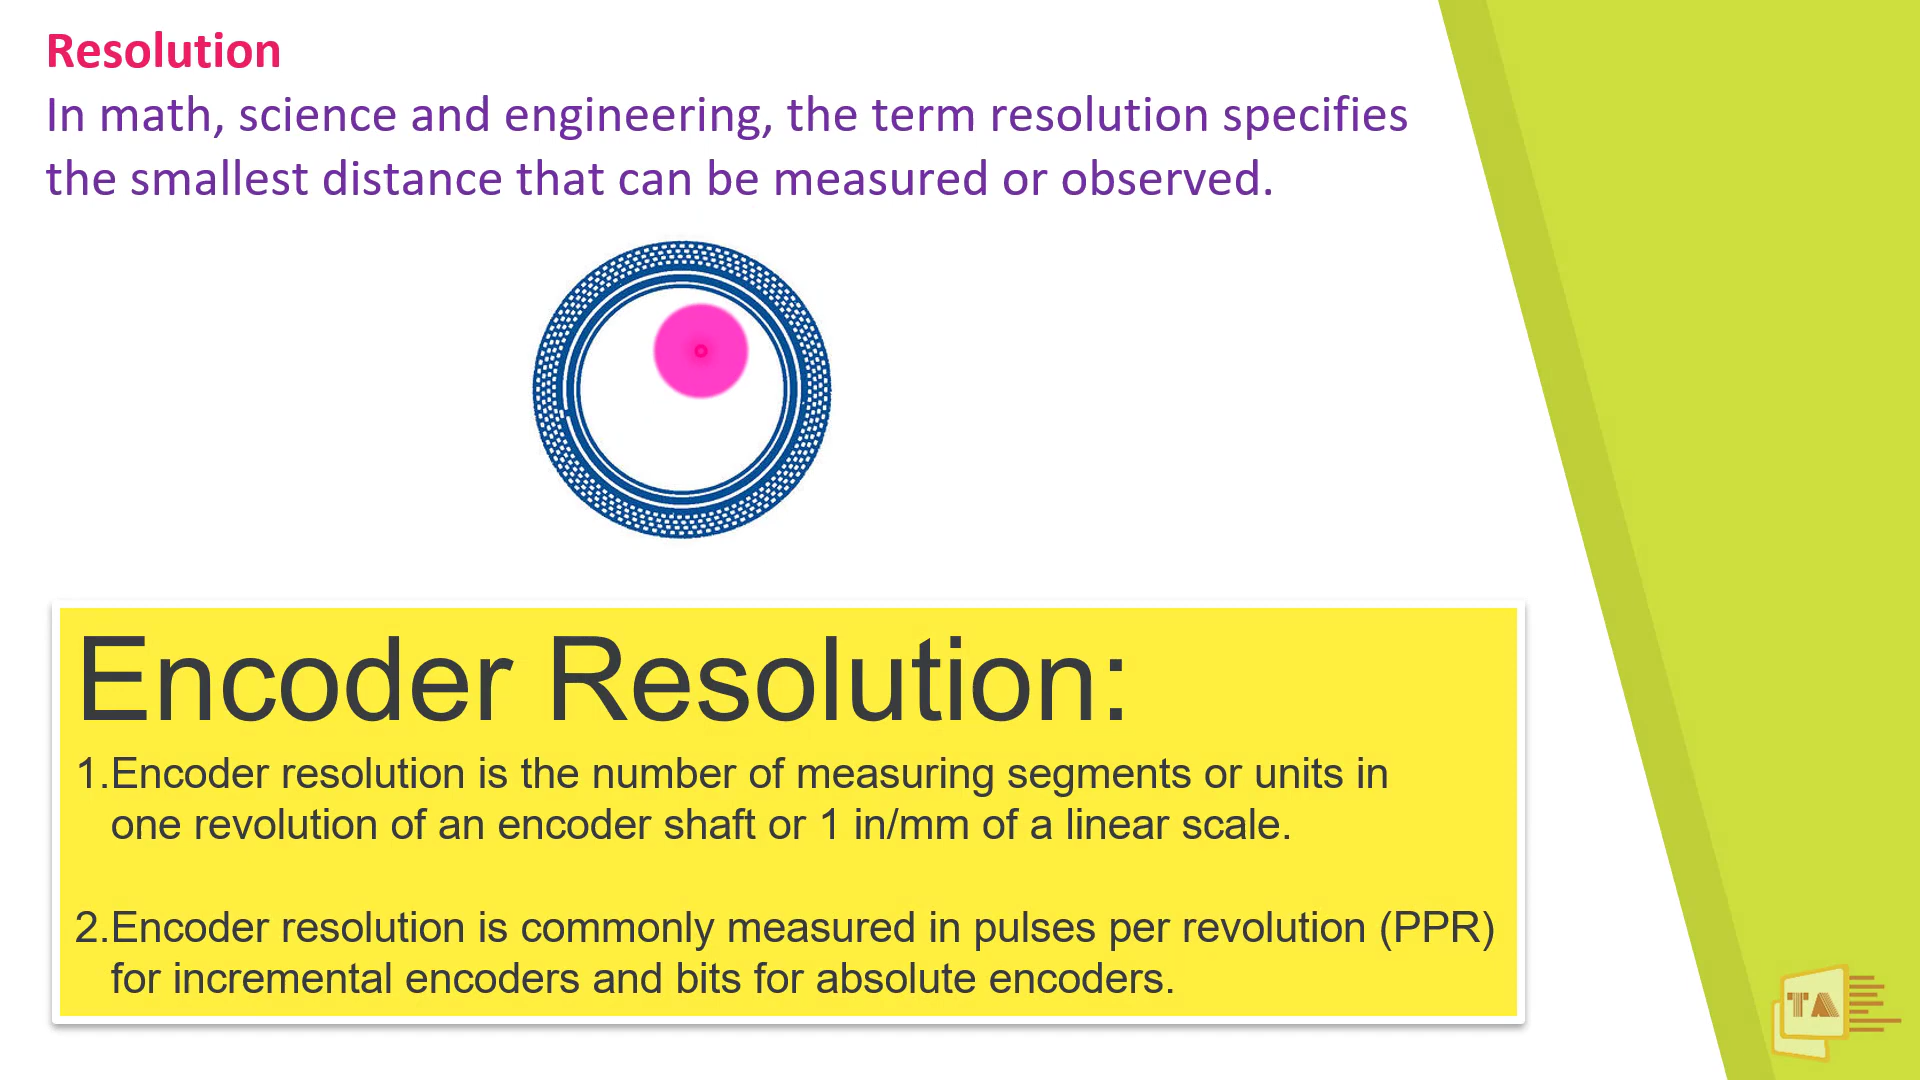 Resolution
In math, science and engineering, the term resolution specifies
the smallest distance that can be measured or observed.
Encoder Resolution:
1.Encoder resolution is the number of measuring segments or units in
one revolution of an encoder shaft or 1 in/mm of a linear scale.
2.Encoder resolution is commonly measured in pulses per revolution (PPR)
for incremental encoders and bits for absolute encoders.
TA